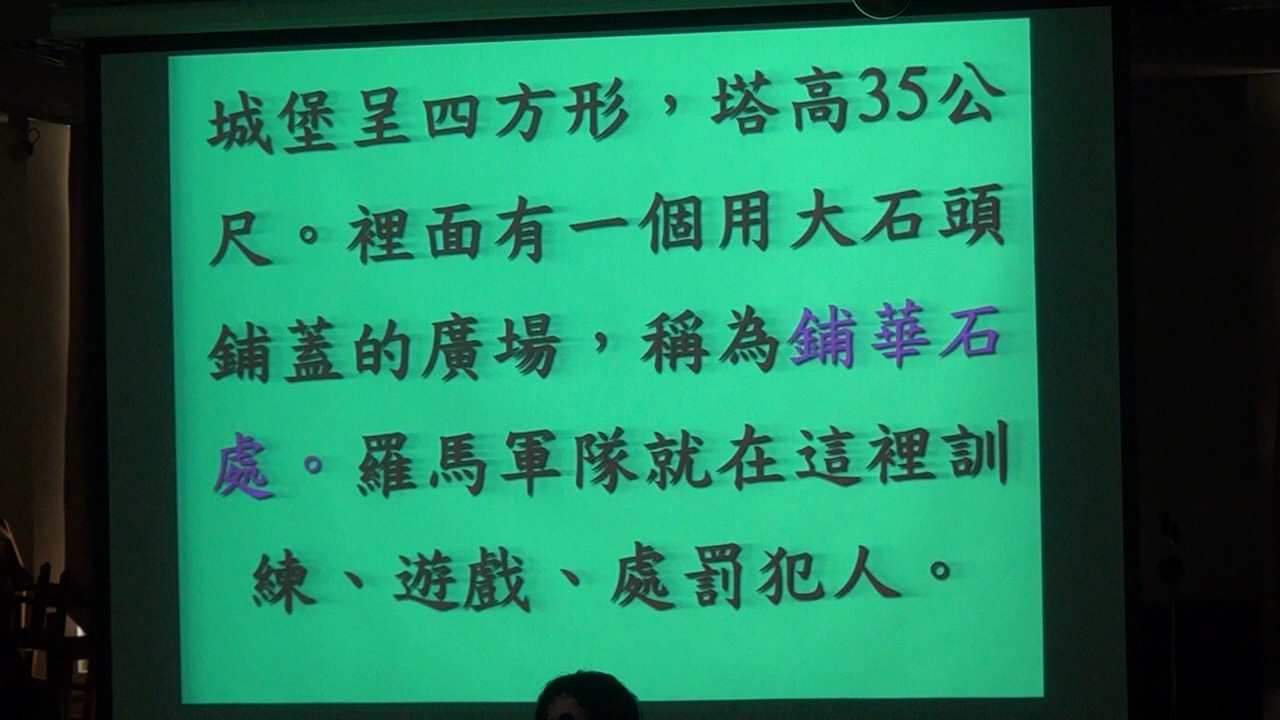 城堡呈四方形，塔高35公
尺。裡面有一個用大石頭
鋪蓋的廣場，稱為鋪華石
處。羅馬軍隊就在這裡訓
練、遊戲、處罰犯人。